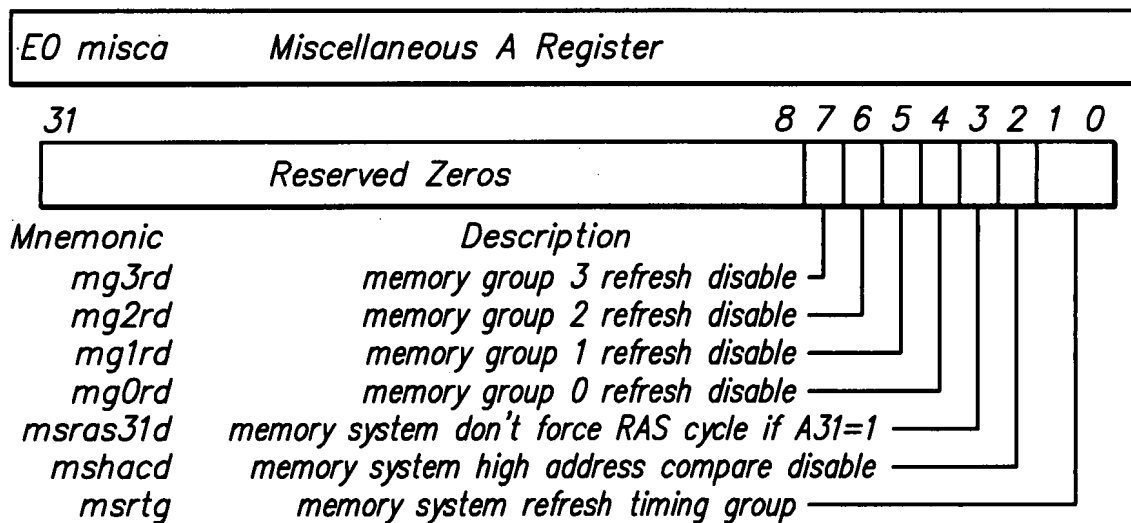 E0 misca Miscellaneous A Register
31 8 7 6 5 4 3 2 1 0
Reserved Zeros
Mnemonic Description
mg3rd memory group 3 refresh disable
mg2rd memory group 2 refresh disable
mg1rd memory group 1 refresh disable
mg0rd memory group 0 refresh disable
msras31d memory system don't force RAS cycle if A31=1
mshacd memory system high address compare disable
msrtg memory system refresh timing group